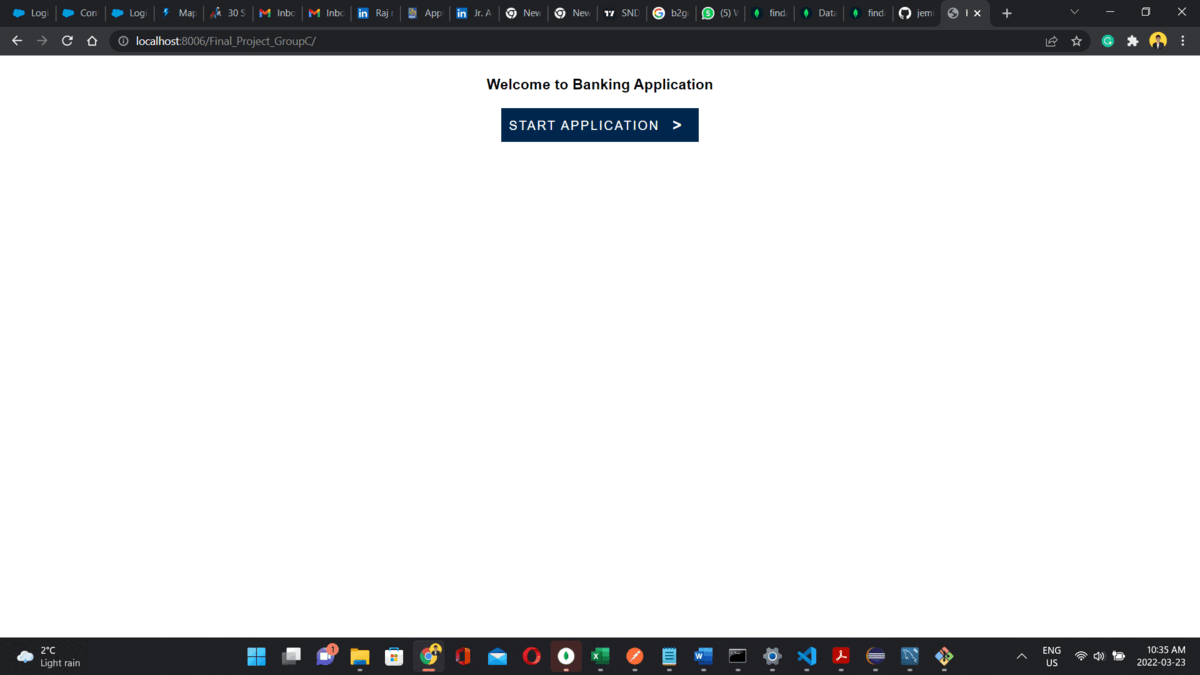 Logi
Con
Logi
Map
30 S
Inbo
Inbo
Raj r
App
Jr. A
New
New
SND
b2g
(5) W
find
Data
find
jemi
localhost:8006/Final_Project_GroupC/
Welcome to Banking Application
START APPLICATION >
2°C
Light rain
1
ENG
US
10:35 AM
2022-03-23